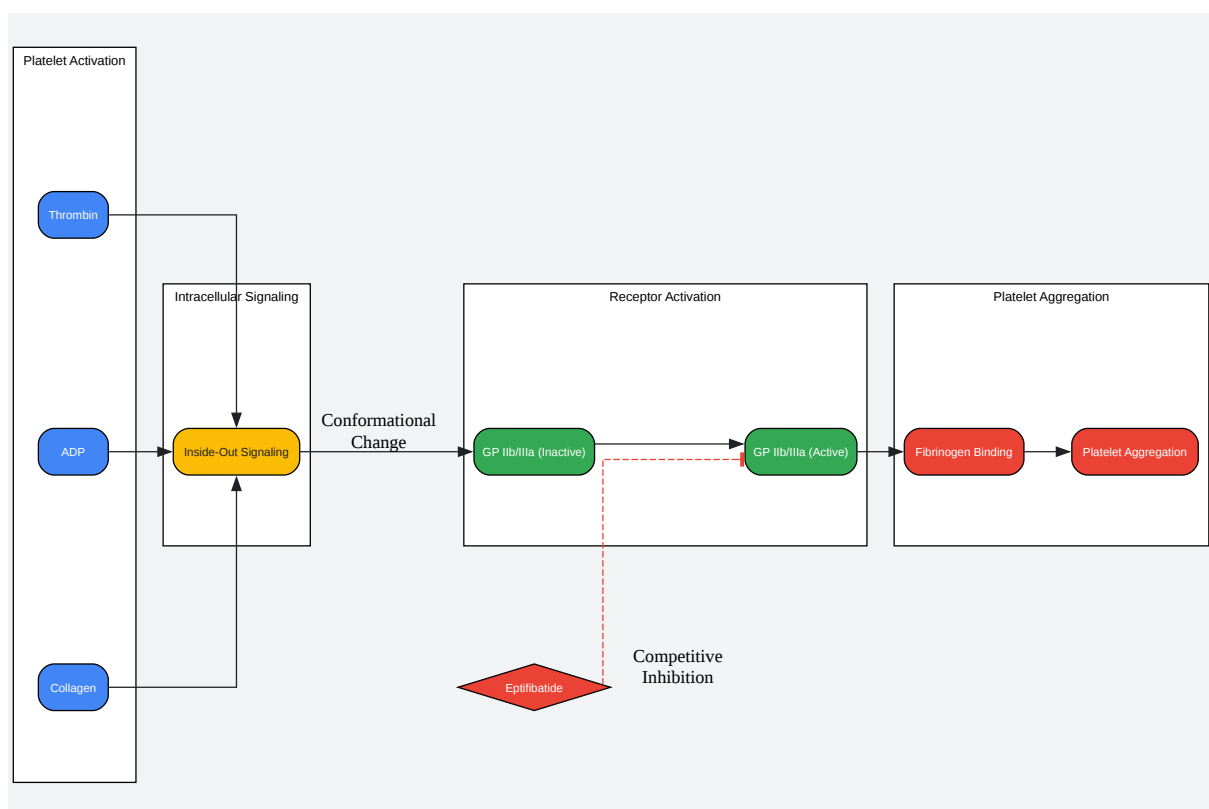 Platelet Activation
Thrombin
ADP
Collagen
Intracellular Signaling
Inside-Out Signaling
Conformational
Change
Receptor Activation
GP IIb/IIIa (Inactive)
GP IIb/IIIa (Active)
Platelet Aggregation
Fibrinogen Binding
Platelet Aggregation
Eptifibatide
Competitive
Inhibition